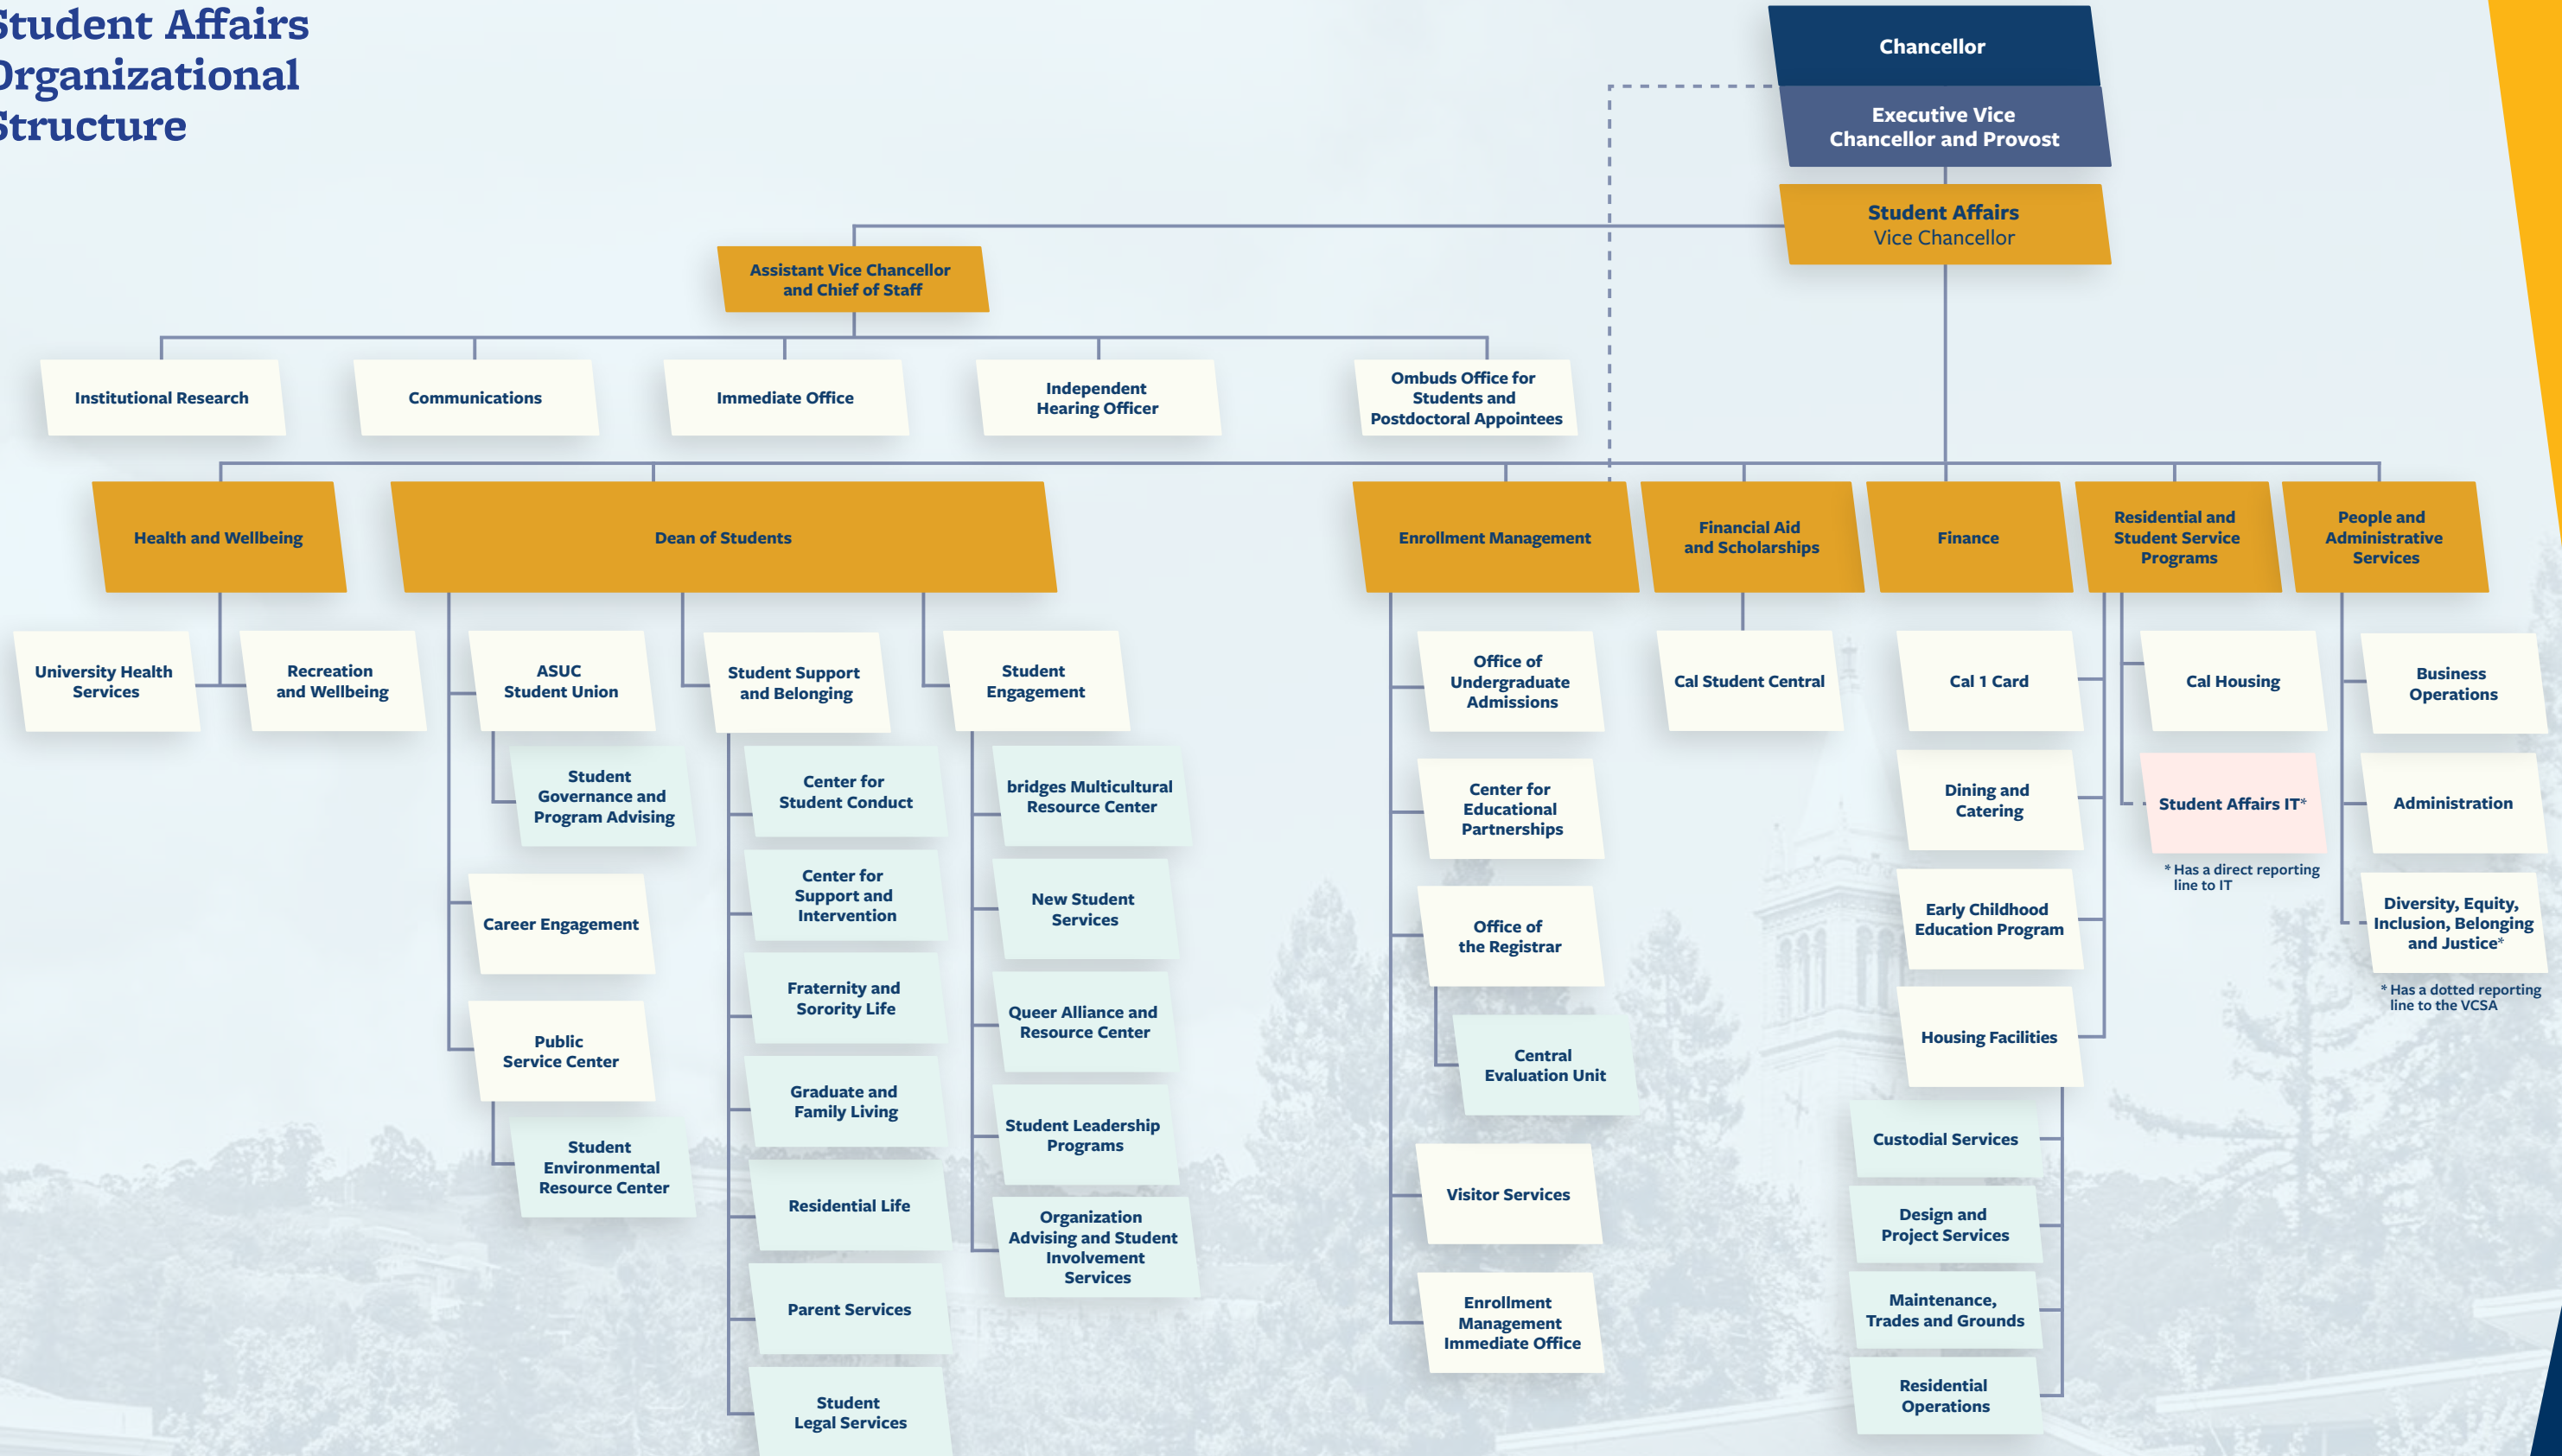 Student Affairs
Organizational
Structure
Chancellor
Executive Vice
Chancellor and Provost
Student Affairs
Vice Chancellor
Assistant Vice Chancellor
and Chief of Staff
Institutional Research
Communications
Immediate Office
Independent
Hearing Officer
Ombuds Office for
Students and
Postdoctoral Appointees
Health and Wellbeing
Dean of Students
Enrollment Management
Financial Aid
and Scholarships
Finance
Residential and
Student Service
Programs
People and
Administrative
Services
University Health
Services
Recreation
and Wellbeing
ASUC
Student Union
Student
Governance and
Program Advising
Career Engagement
Public
Service Center
Student
Environmental
Resource Center
Student Support
and Belonging
Center for
Student Conduct
Center for
Support and
Intervention
Fraternity and
Sorority Life
Graduate and
Family Living
Residential Life
Parent Services
Student
Legal Services
Student
Engagement
bridges Multicultural
Resource Center
New Student
Services
Queer Alliance and
Resource Center
Student Leadership
Programs
Organization
Advising and Student
Involvement
Services
Office of
Undergraduate
Admissions
Center for
Educational
Partnerships
Office of
the Registrar
Central
Evaluation Unit
Visitor Services
Enrollment
Management
Immediate Office
Cal Student Central
Cal 1 Card
Dining and
Catering
Early Childhood
Education Program
Housing Facilities
Custodial Services
Design and
Project Services
Maintenance,
Trades and Grounds
Residential
Operations
Cal Housing
Student Affairs IT*
* Has a direct reporting
line to IT
Business
Operations
Administration
Diversity, Equity,
Inclusion, Belonging
and Justice*
* Has a dotted reporting
line to the VCSA